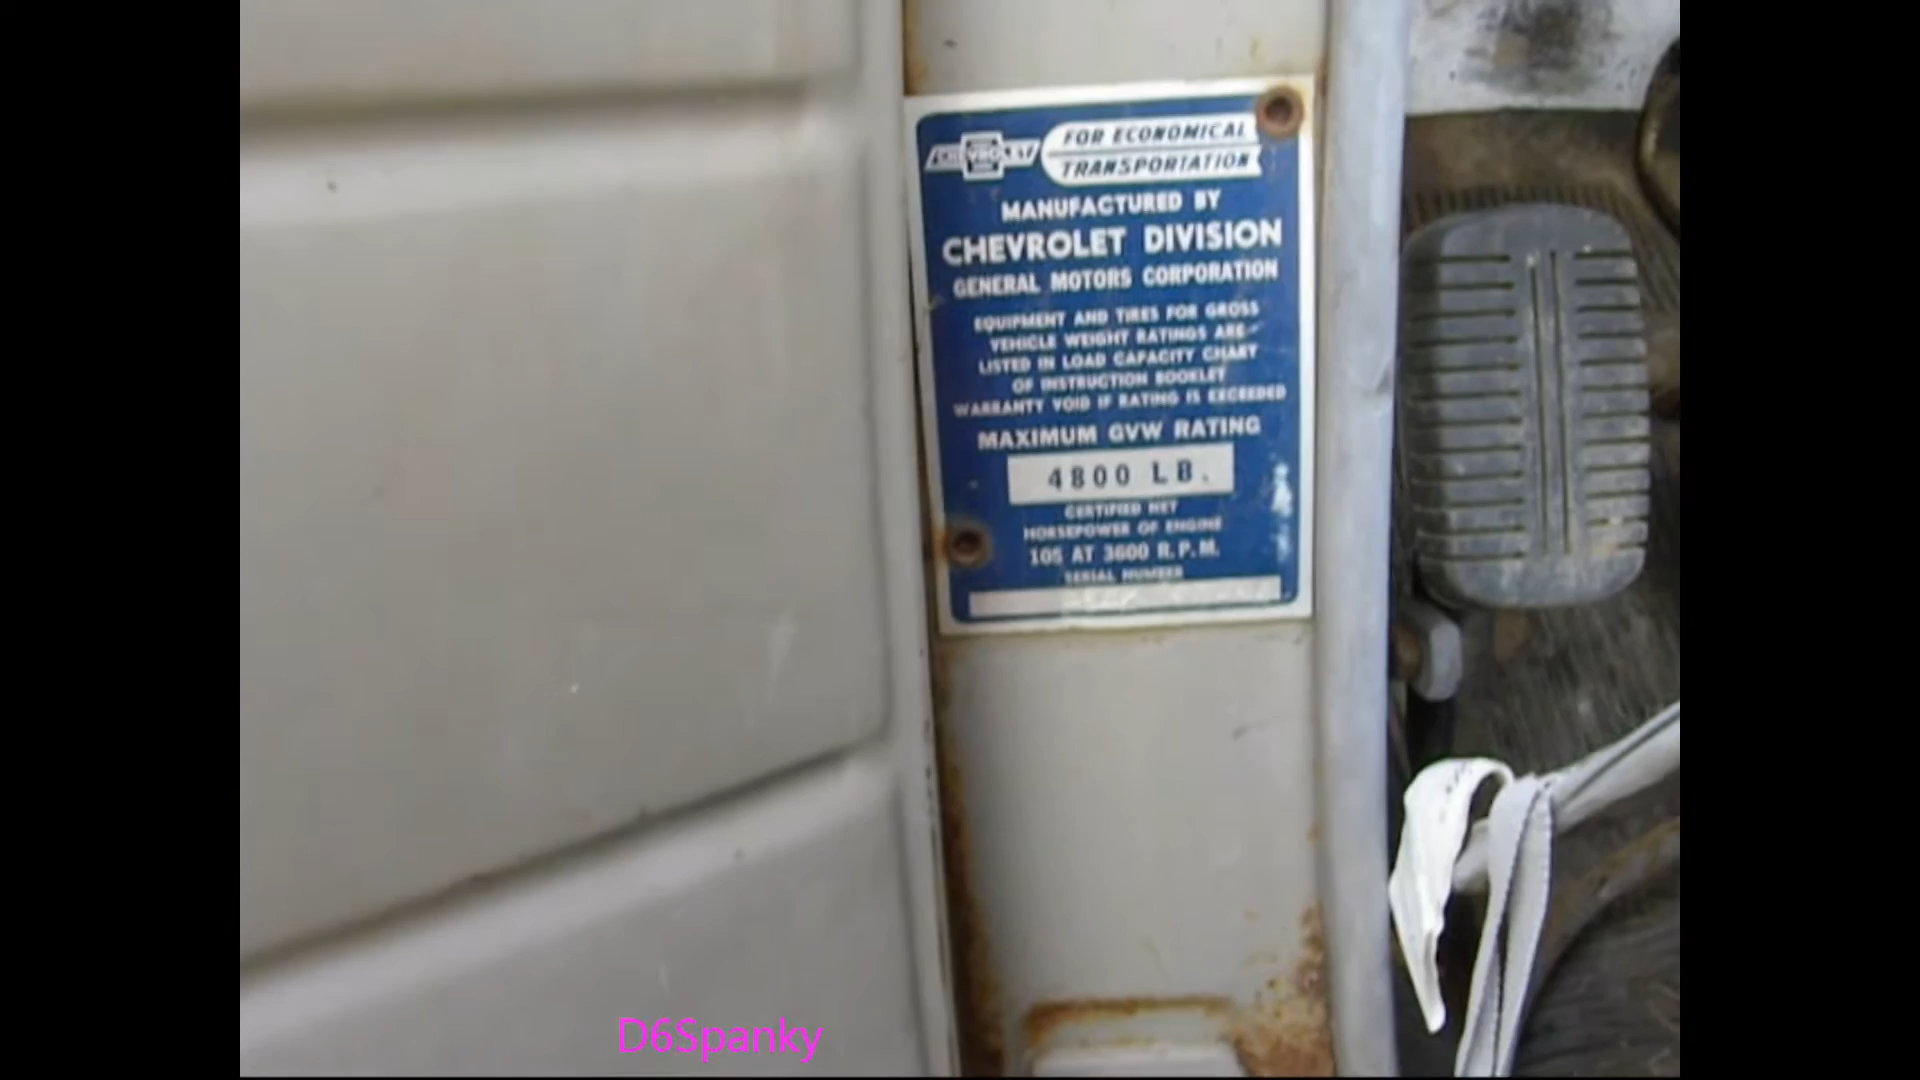 CHEVROLET
FOR ECONOMICAL
TRANSPORTATION
MANUFACTURED BY
CHEVROLET DIVISION
GENERAL MOTORS CORPORATION
EQUIPMENT AND TIRES FOR GROSS
VEHICLE WEIGHT RATINGS ARE
LISTED IN LOAD CAPACITY CHART
OF INSTRUCTION BOOKLET
WARRANTY VOID IF RATING IS EXCEEDED
MAXIMUM GVW RATING
4800 LB.
CERTIFIED NET
HORSEPOWER OF ENGINE
105 AT 3600 R.P.M.
SERIAL NUMBER
D6Spanky